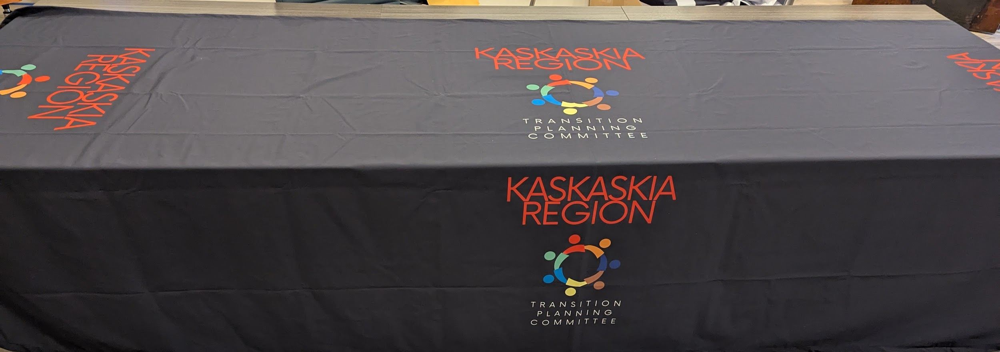 KASKASKIA
REGION
KASKASKIA
REGION
TRANSITION
PLANNING
COMMITTEE
KASKASKIA
REGION
TRANSITION
PLANNING
COMMITTEE